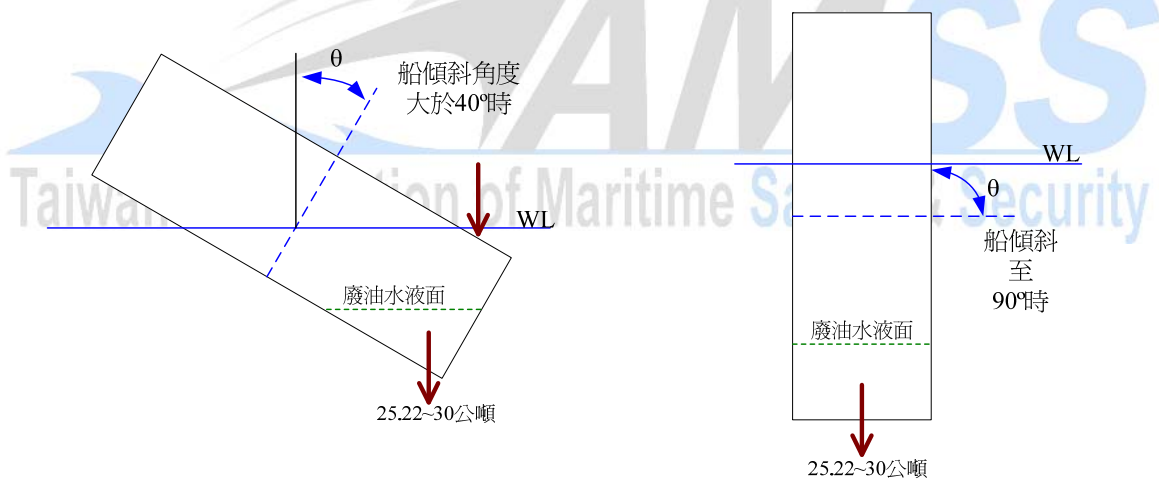 AMSS
Taiwan
tion of Maritime Sa
& Security
θ
船傾斜角度
大於40º時
WL
廢油水液面
25.22~30公噸
WL
θ
船傾斜
至
90º時
廢油水液面
25.22~30公噸